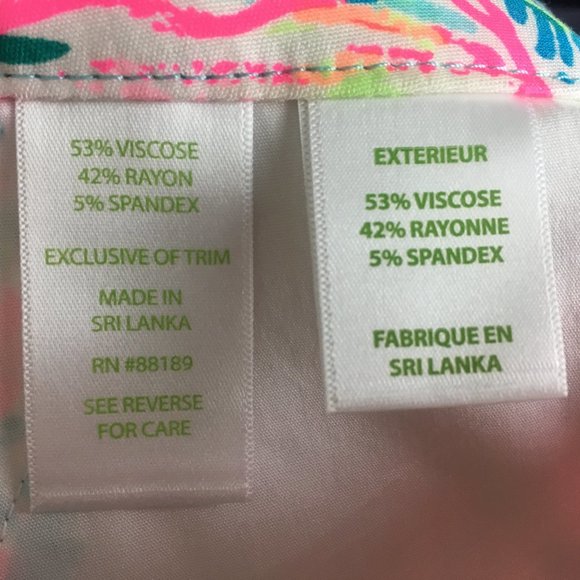 53% VISCOSE
42% RAYON
5% SPANDEX
EXCLUSIVE OF TRIM
MADE IN
SRI LANKA
RN #88189
SEE REVERSE
FOR CARE
EXTERIEUR
53% VISCOSE
42% RAYONNE
5% SPANDEX
FABRIQUE EN
SRI LANKA